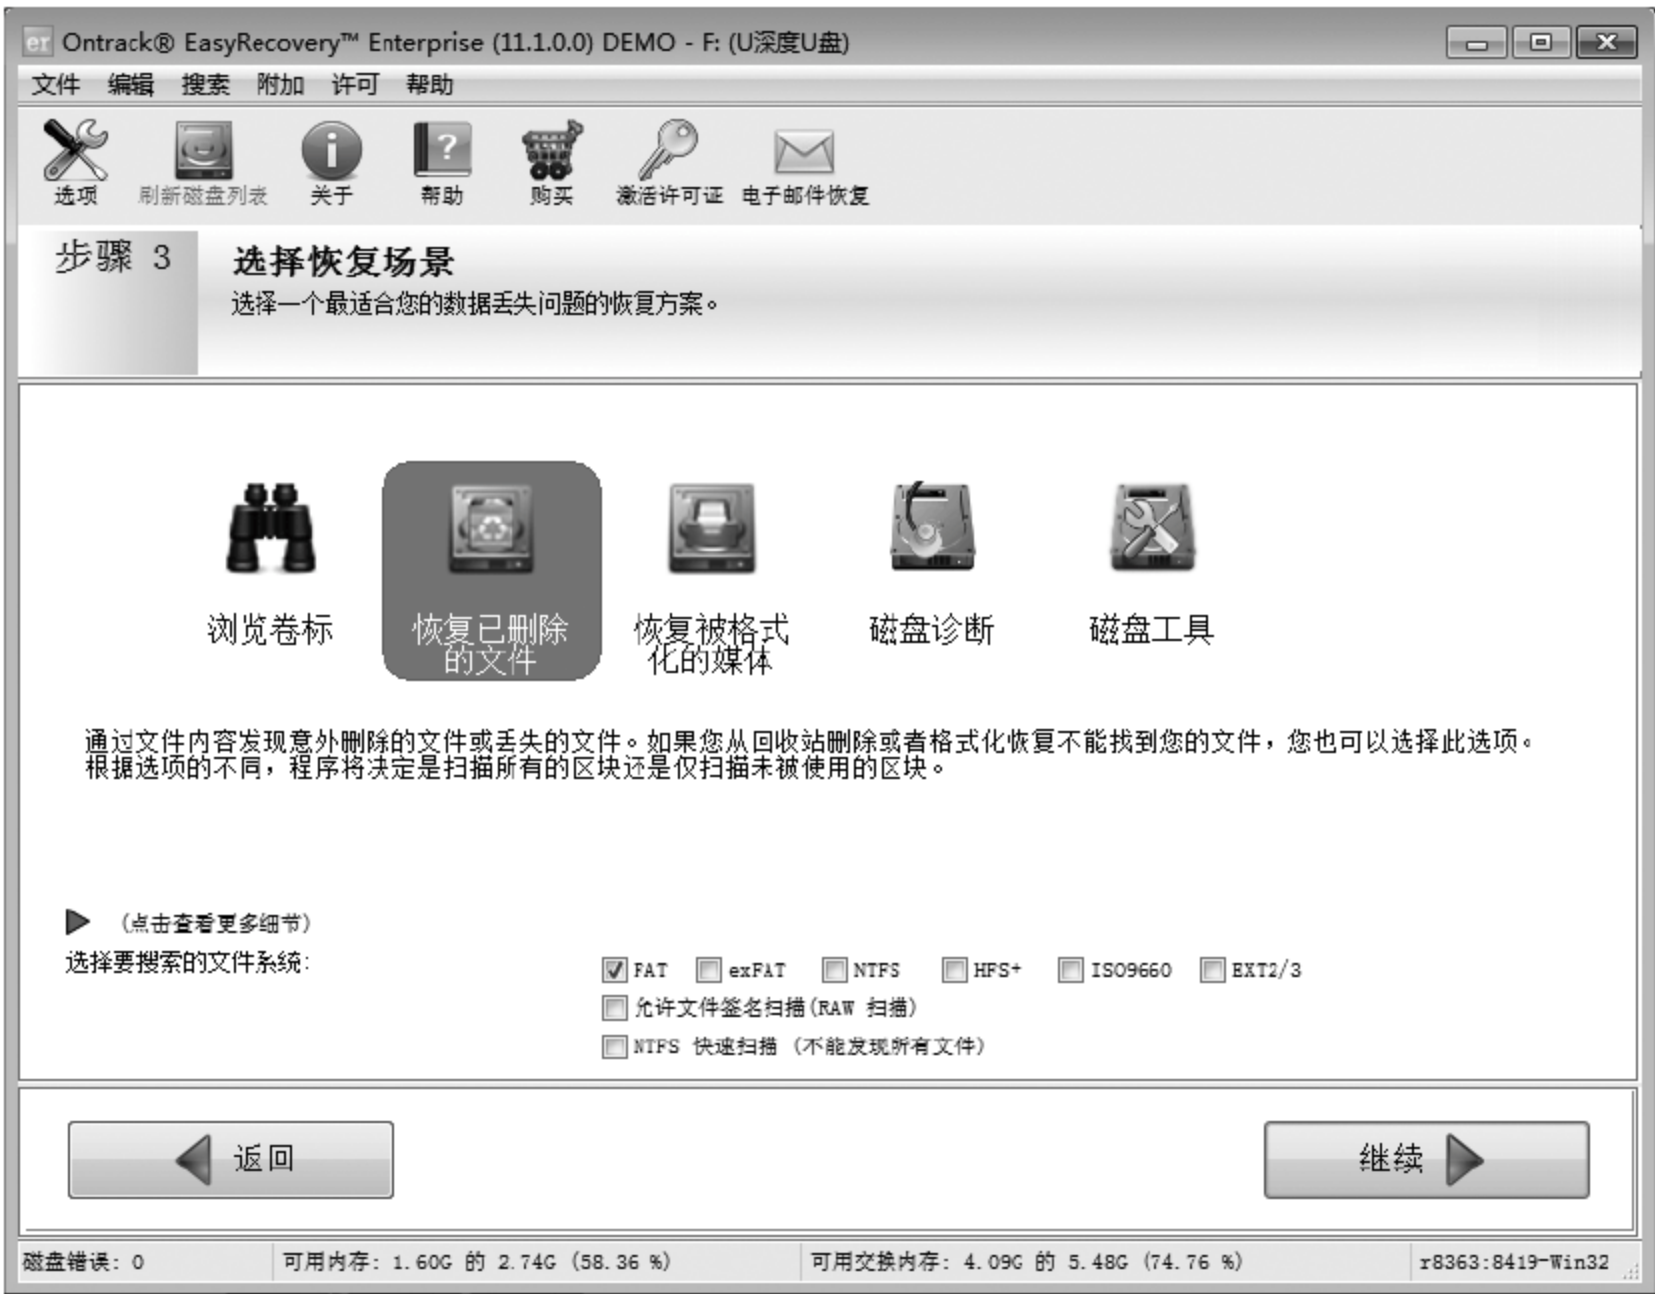 er Ontrack® EasyRecovery™ Enterprise (11.1.0.0) DEMO - F: (U深度U盘)
文件 编辑 搜索 附加 许可 帮助
选项 刷新磁盘列表 关于 帮助 购买 激活许可证 电子邮件恢复
步骤 3
选择恢复场景
选择一个最适合您的数据丢失问题的恢复方案。
浏览卷标 恢复已删除 恢复被格式 磁盘诊断 磁盘工具
的文件 化的媒体
通过文件内容发现意外删除的文件或丢失的文件。如果您从回收站删除或者格式化恢复不能找到您的文件，您也可以选择此选项。
根据选项的不同，程序将决定是扫描所有的区块还是仅扫描未被使用的区块。
(点击查看更多细节)
选择要搜索的文件系统:
FAT exFAT NTFS HFS+ ISO9660 EXT2/3
允许文件签名扫描(RAW 扫描)
NTFS 快速扫描 (不能发现所有文件)
返回 继续
磁盘错误: 0 可用内存: 1.60G 的 2.74G (58.36 %) 可用交换内存: 4.09G 的 5.48G (74.76 %) r8363:8419-Win32